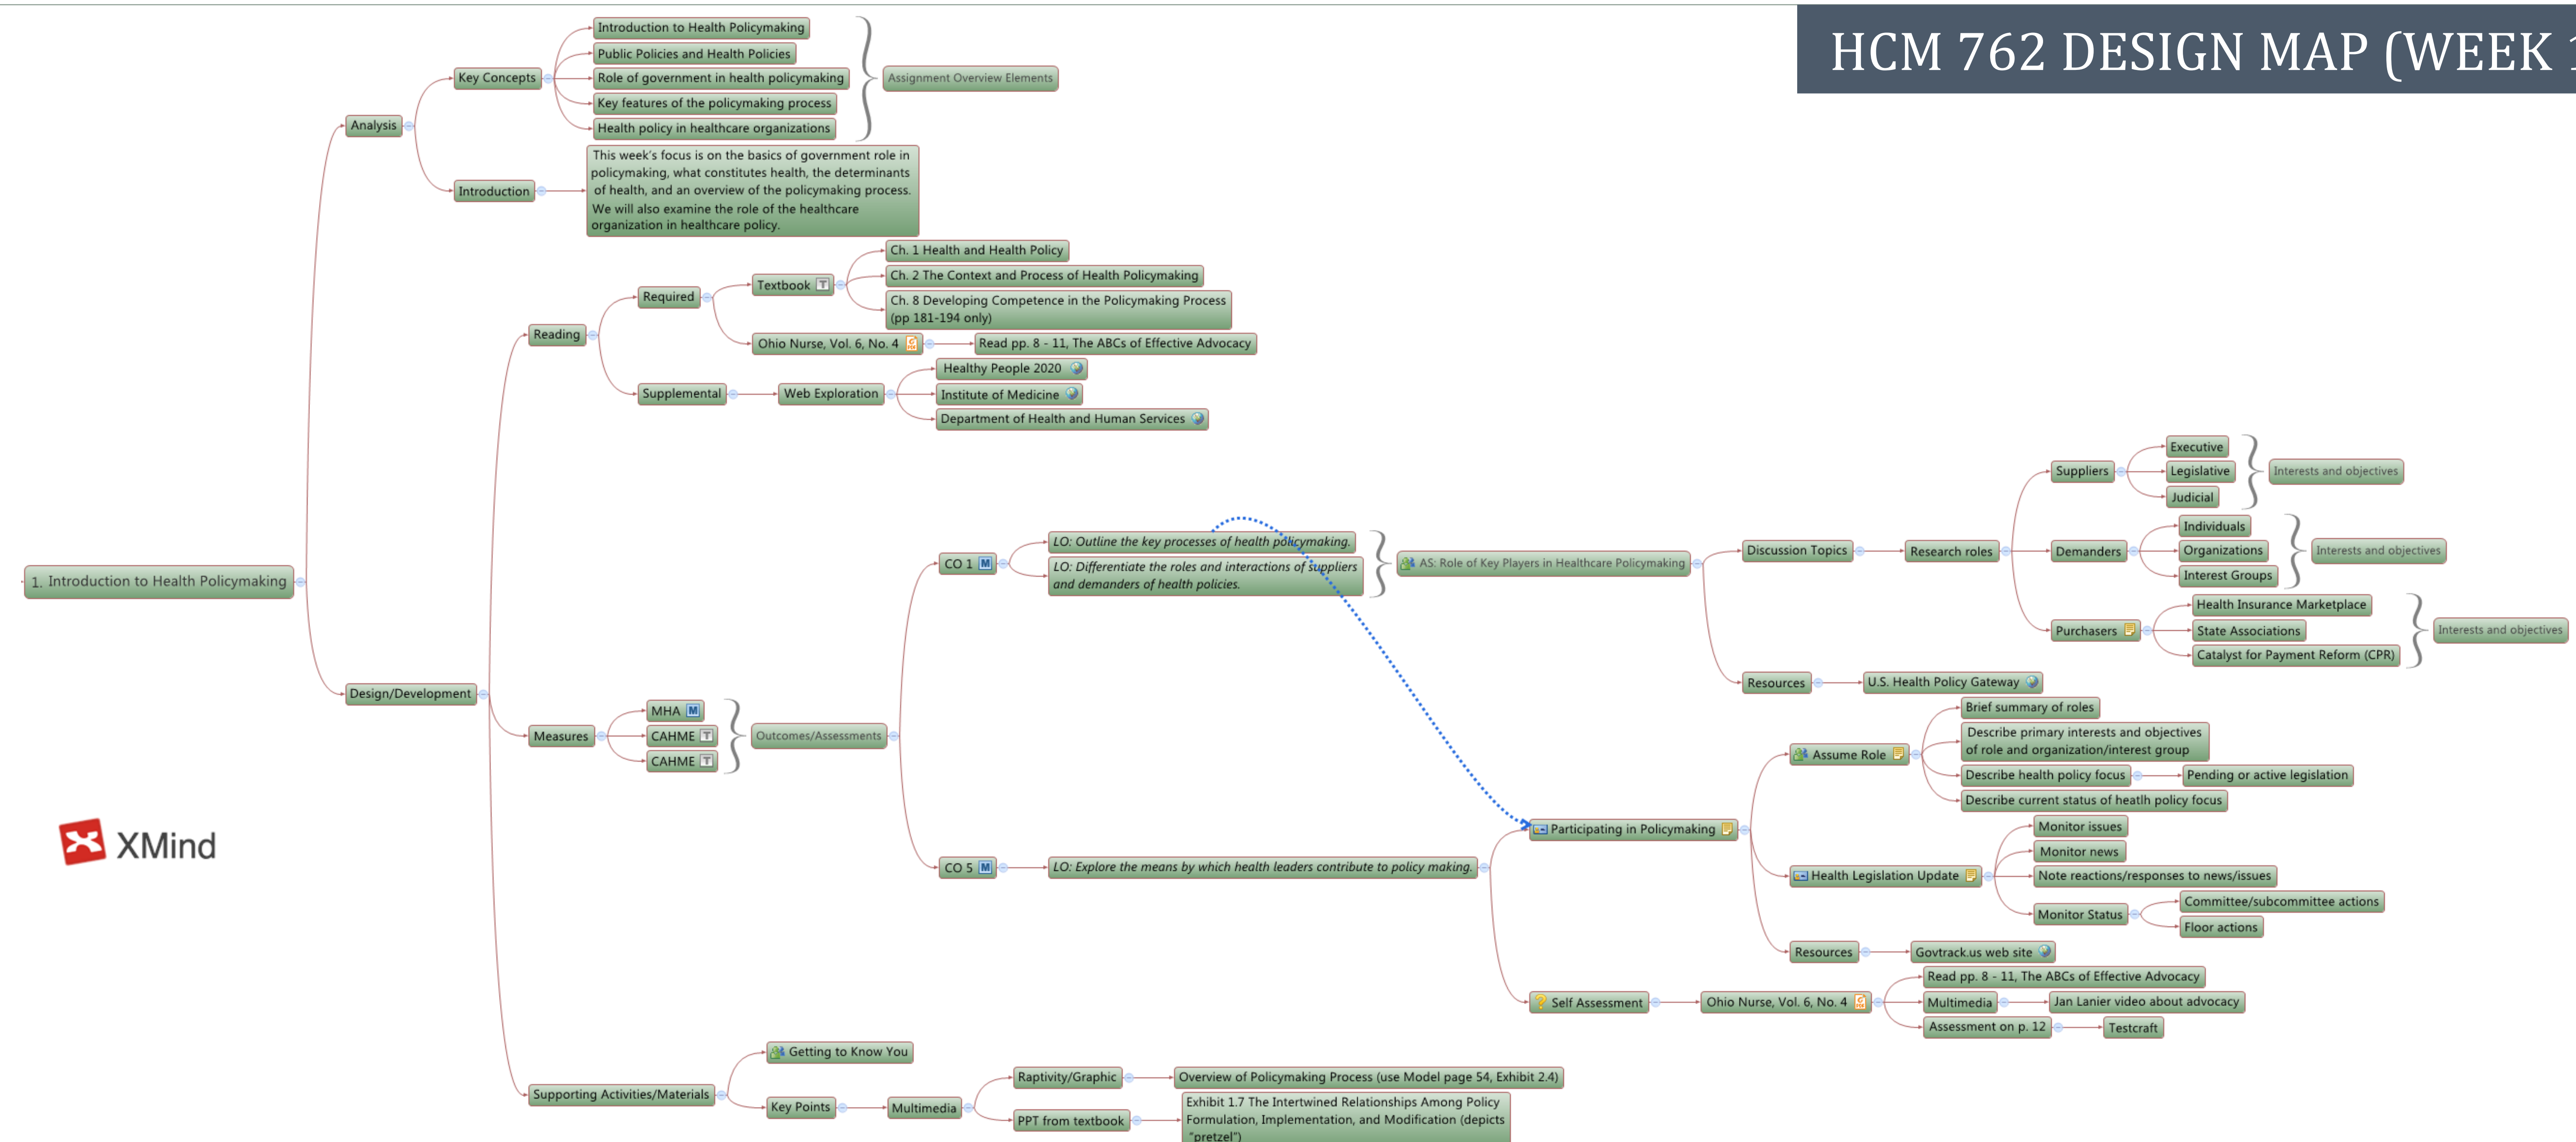 HCM 762 DESIGN MAP (WEEK 1
1. Introduction to Health Policymaking
Analysis
Key Concepts
Introduction to Health Policymaking
Public Policies and Health Policies
Role of government in health policymaking
Key features of the policymaking process
Health policy in healthcare organizations
Assignment Overview Elements
Introduction
This week's focus is on the basics of government role in
policymaking, what constitutes health, the determinants
of health, and an overview of the policymaking process.
We will also examine the role of the healthcare
organization in healthcare policy.
Design/Development
Reading
Required
Textbook T
Ch. 1 Health and Health Policy
Ch. 2 The Context and Process of Health Policymaking
Ch. 8 Developing Competence in the Policymaking Process
(pp 181-194 only)
Ohio Nurse, Vol. 6, No. 4
Read pp. 8 - 11, The ABCs of Effective Advocacy
Supplemental
Web Exploration
Healthy People 2020
Institute of Medicine
Department of Health and Human Services
Measures
MHA M
CAHME T
CAHME T
Outcomes/Assessments
CO 1 M
LO: Outline the key processes of health policymaking.
LO: Differentiate the roles and interactions of suppliers
and demanders of health policies.
AS: Role of Key Players in Healthcare Policymaking
Discussion Topics
Research roles
Suppliers
Executive
Legislative
Judicial
Interests and objectives
Demanders
Individuals
Organizations
Interest Groups
Interests and objectives
Purchasers
Health Insurance Marketplace
State Associations
Catalyst for Payment Reform (CPR)
Interests and objectives
Resources
U.S. Health Policy Gateway
CO 5 M
LO: Explore the means by which health leaders contribute to policy making.
Participating in Policymaking
Assume Role
Brief summary of roles
Describe primary interests and objectives
of role and organization/interest group
Describe health policy focus
Pending or active legislation
Describe current status of heatlh policy focus
Health Legislation Update
Monitor issues
Monitor news
Note reactions/responses to news/issues
Monitor Status
Committee/subcommittee actions
Floor actions
Resources
Govtrack.us web site
? Self Assessment
Ohio Nurse, Vol. 6, No. 4
Read pp. 8 - 11, The ABCs of Effective Advocacy
Multimedia
Jan Lanier video about advocacy
Assessment on p. 12
Testcraft
Supporting Activities/Materials
Getting to Know You
Key Points
Multimedia
Raptivity/Graphic
Overview of Policymaking Process (use Model page 54, Exhibit 2.4)
PPT from textbook
Exhibit 1.7 The Intertwined Relationships Among Policy
Formulation, Implementation, and Modification (depicts
"pretzel")
XMind